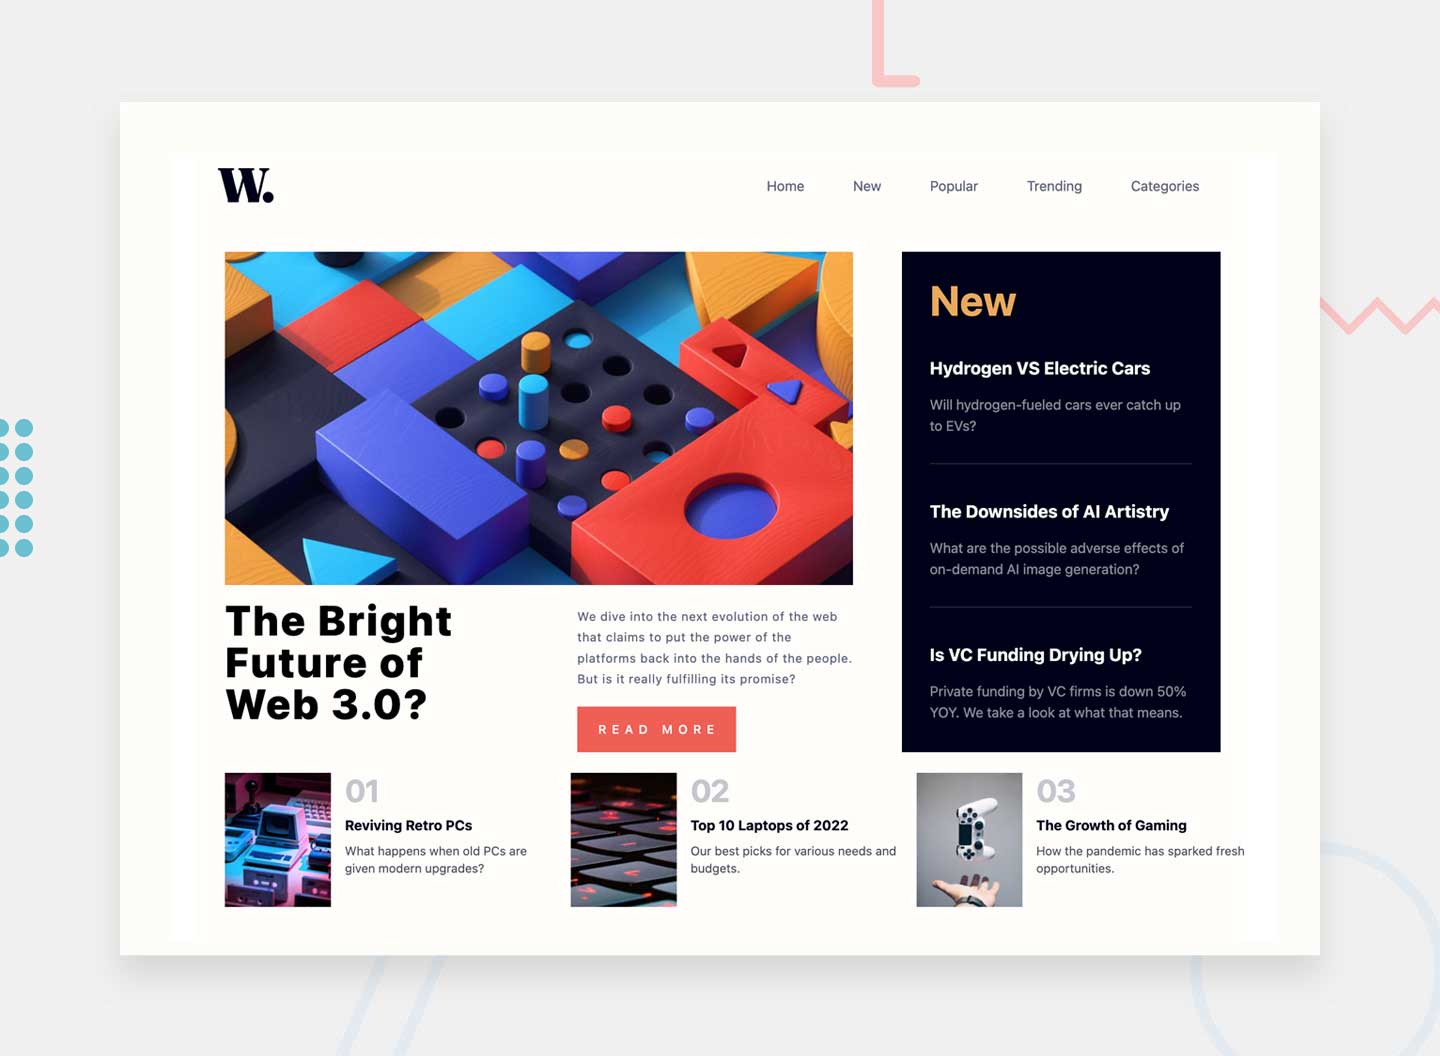 W.
Home
New
Popular
Trending
Categories
The Bright
Future of
Web 3.0?
We dive into the next evolution of the web
that claims to put the power of the
platforms back into the hands of the people.
But is it really fulfilling its promise?
READ MORE
New
Hydrogen VS Electric Cars
Will hydrogen-fueled cars ever catch up
to EVs?
The Downsides of AI Artistry
What are the possible adverse effects of
on-demand AI image generation?
Is VC Funding Drying Up?
Private funding by VC firms is down 50%
YOY. We take a look at what that means.
01
Reviving Retro PCs
What happens when old PCs are
given modern upgrades?
02
Top 10 Laptops of 2022
Our best picks for various needs and
budgets.
03
The Growth of Gaming
How the pandemic has sparked fresh
opportunities.